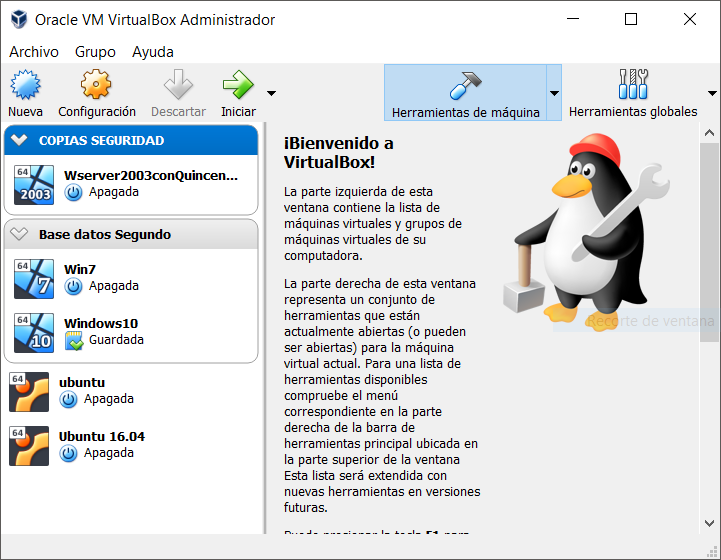 Oracle VM VirtualBox Administrador
Archivo Grupo Ayuda
Nueva Configuración Descartar Iniciar Herramientas de máquina Herramientas globales
COPIAS SEGURIDAD
64
2003
Wserver2003conQuincen...
Apagada
Base datos Segundo
64
7
Win7
Apagada
64
10
Windows10
Guardada
64
ubuntu
Apagada
64
Ubuntu 16.04
Apagada
¡Bienvenido a
VirtualBox!
La parte izquierda de esta
ventana contiene la lista de
máquinas virtuales y grupos de
máquinas virtuales de su
computadora.
La parte derecha de esta ventana
representa un conjunto de
herramientas que están
actualmente abiertas (o pueden
ser abiertas) para la máquina
virtual actual. Para una lista de
herramientas disponibles
compruebe el menú
correspondiente en la parte
derecha de la barra de
herramientas principal ubicada en
la parte superior de la ventana
Esta lista será extendida con
nuevas herramientas en versiones
futuras.
Puede presionar la tecla F1 para
Recorte de ventana